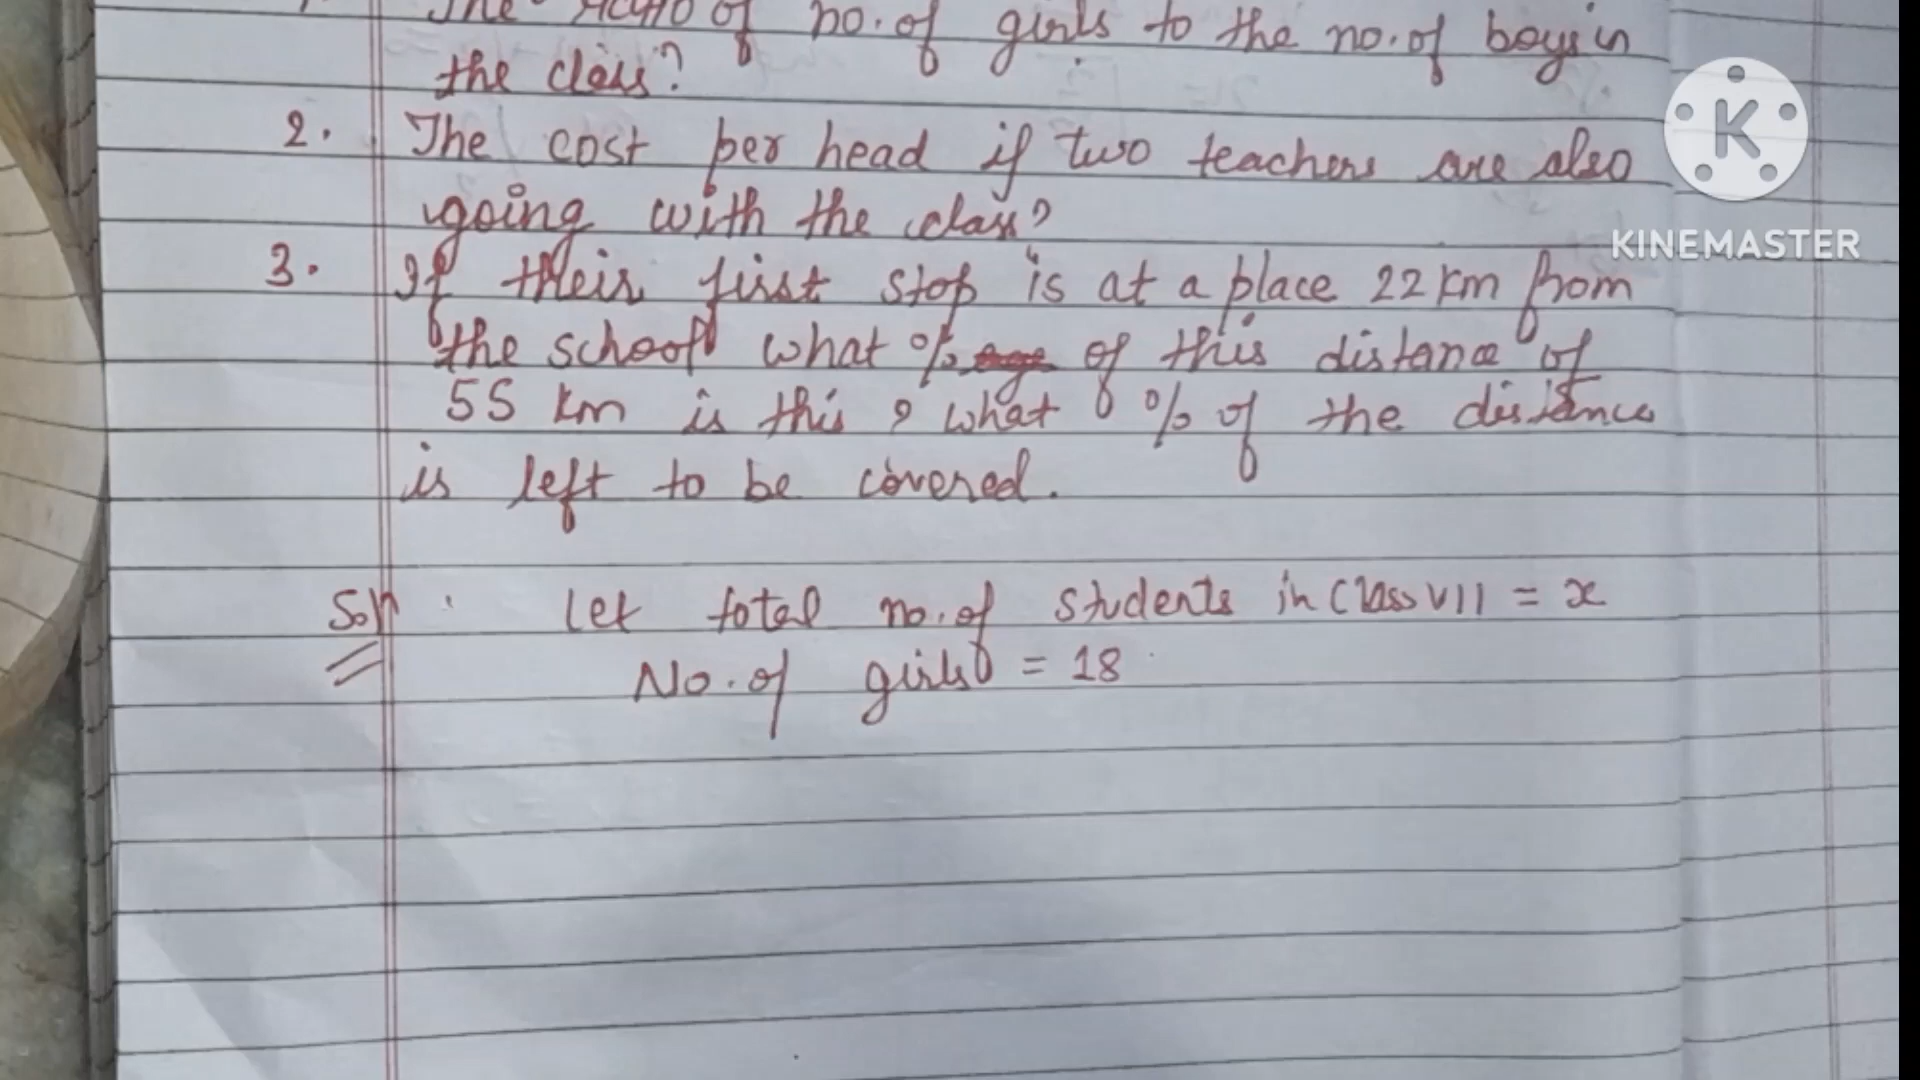 The ratio of no. of girls to the no. of boys in
the class?
2. The cost per head if two teachers are also
going with the class?
3. If their first stop is at a place 22 km from
the school what % of this distance of
55 km is this? what % of the distance
is left to be covered.
Soln. Let total no. of students in Class VII = x
No. of girls = 18
K
KINEMASTER